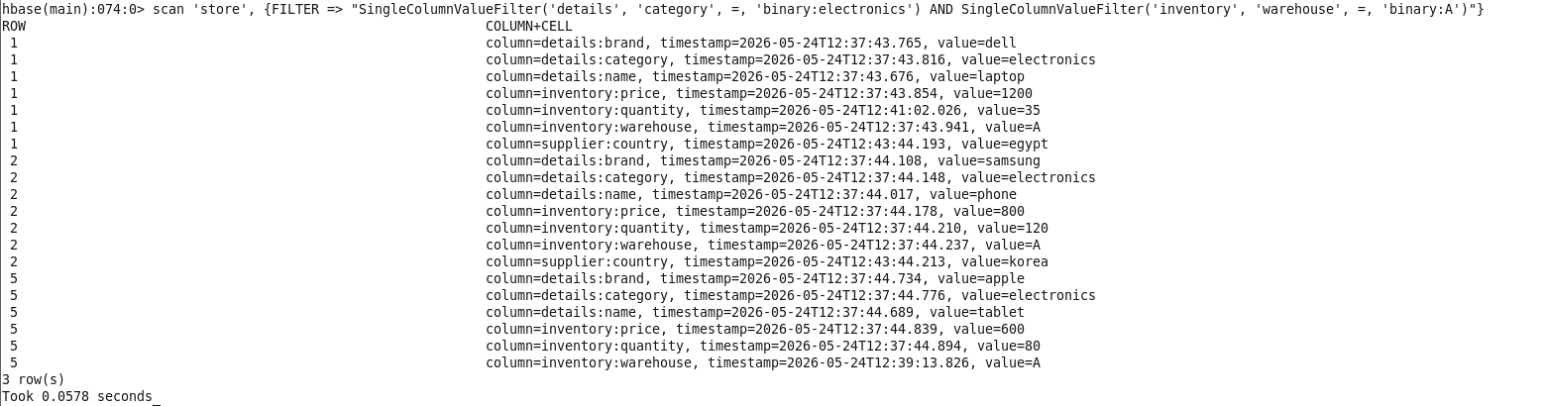 hbase(main):074:0> scan 'store', {FILTER => "SingleColumnValueFilter('details', 'category', =, 'binary:electronics') AND SingleColumnValueFilter('inventory', 'warehouse', =, 'binary:A')"}
ROW COLUMN+CELL
1 column=details:brand, timestamp=2026-05-24T12:37:43.765, value=dell
1 column=details:category, timestamp=2026-05-24T12:37:43.816, value=electronics
1 column=details:name, timestamp=2026-05-24T12:37:43.676, value=laptop
1 column=inventory:price, timestamp=2026-05-24T12:37:43.854, value=1200
1 column=inventory:quantity, timestamp=2026-05-24T12:41:02.026, value=35
1 column=inventory:warehouse, timestamp=2026-05-24T12:37:43.941, value=A
1 column=supplier:country, timestamp=2026-05-24T12:43:44.193, value=egypt
2 column=details:brand, timestamp=2026-05-24T12:37:44.108, value=samsung
2 column=details:category, timestamp=2026-05-24T12:37:44.148, value=electronics
2 column=details:name, timestamp=2026-05-24T12:37:44.017, value=phone
2 column=inventory:price, timestamp=2026-05-24T12:37:44.178, value=800
2 column=inventory:quantity, timestamp=2026-05-24T12:37:44.210, value=120
2 column=inventory:warehouse, timestamp=2026-05-24T12:37:44.237, value=A
2 column=supplier:country, timestamp=2026-05-24T12:43:44.213, value=korea
5 column=details:brand, timestamp=2026-05-24T12:37:44.734, value=apple
5 column=details:category, timestamp=2026-05-24T12:37:44.776, value=electronics
5 column=details:name, timestamp=2026-05-24T12:37:44.689, value=tablet
5 column=inventory:price, timestamp=2026-05-24T12:37:44.839, value=600
5 column=inventory:quantity, timestamp=2026-05-24T12:37:44.894, value=80
5 column=inventory:warehouse, timestamp=2026-05-24T12:39:13.826, value=A
3 row(s)
Took 0.0578 seconds_